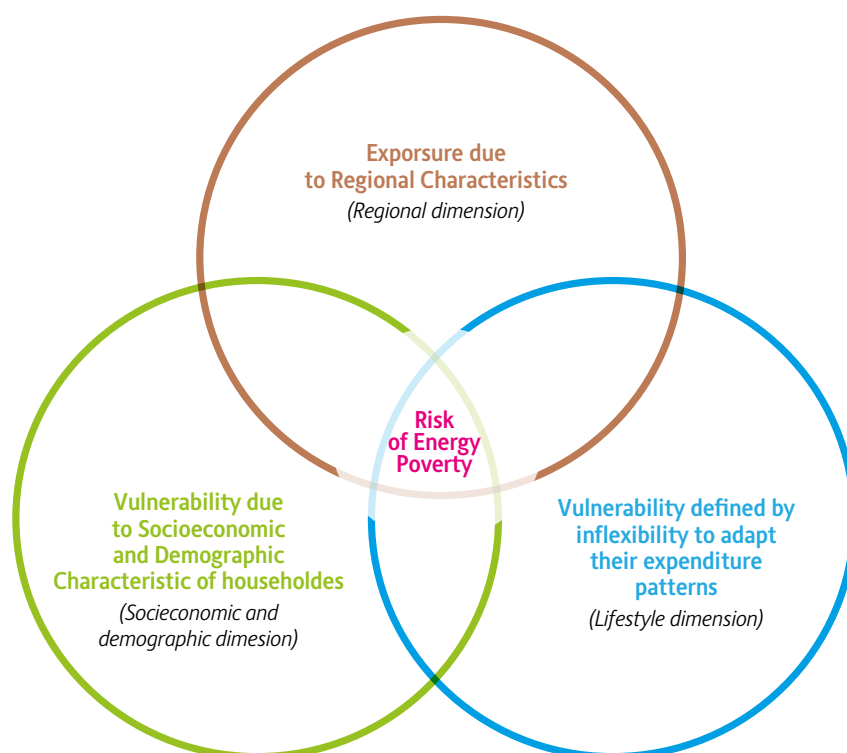 Exporsure due
to Regional Characteristics
(Regional dimension)
Risk
of Energy
Poverty
Vulnerability due
to Socioeconomic
and Demographic
Characteristic of householdes
(Socieconomic and
demographic dimesion)
Vulnerability defined by
inflexibility to adapt
their expenditure
patterns
(Lifestyle dimension)